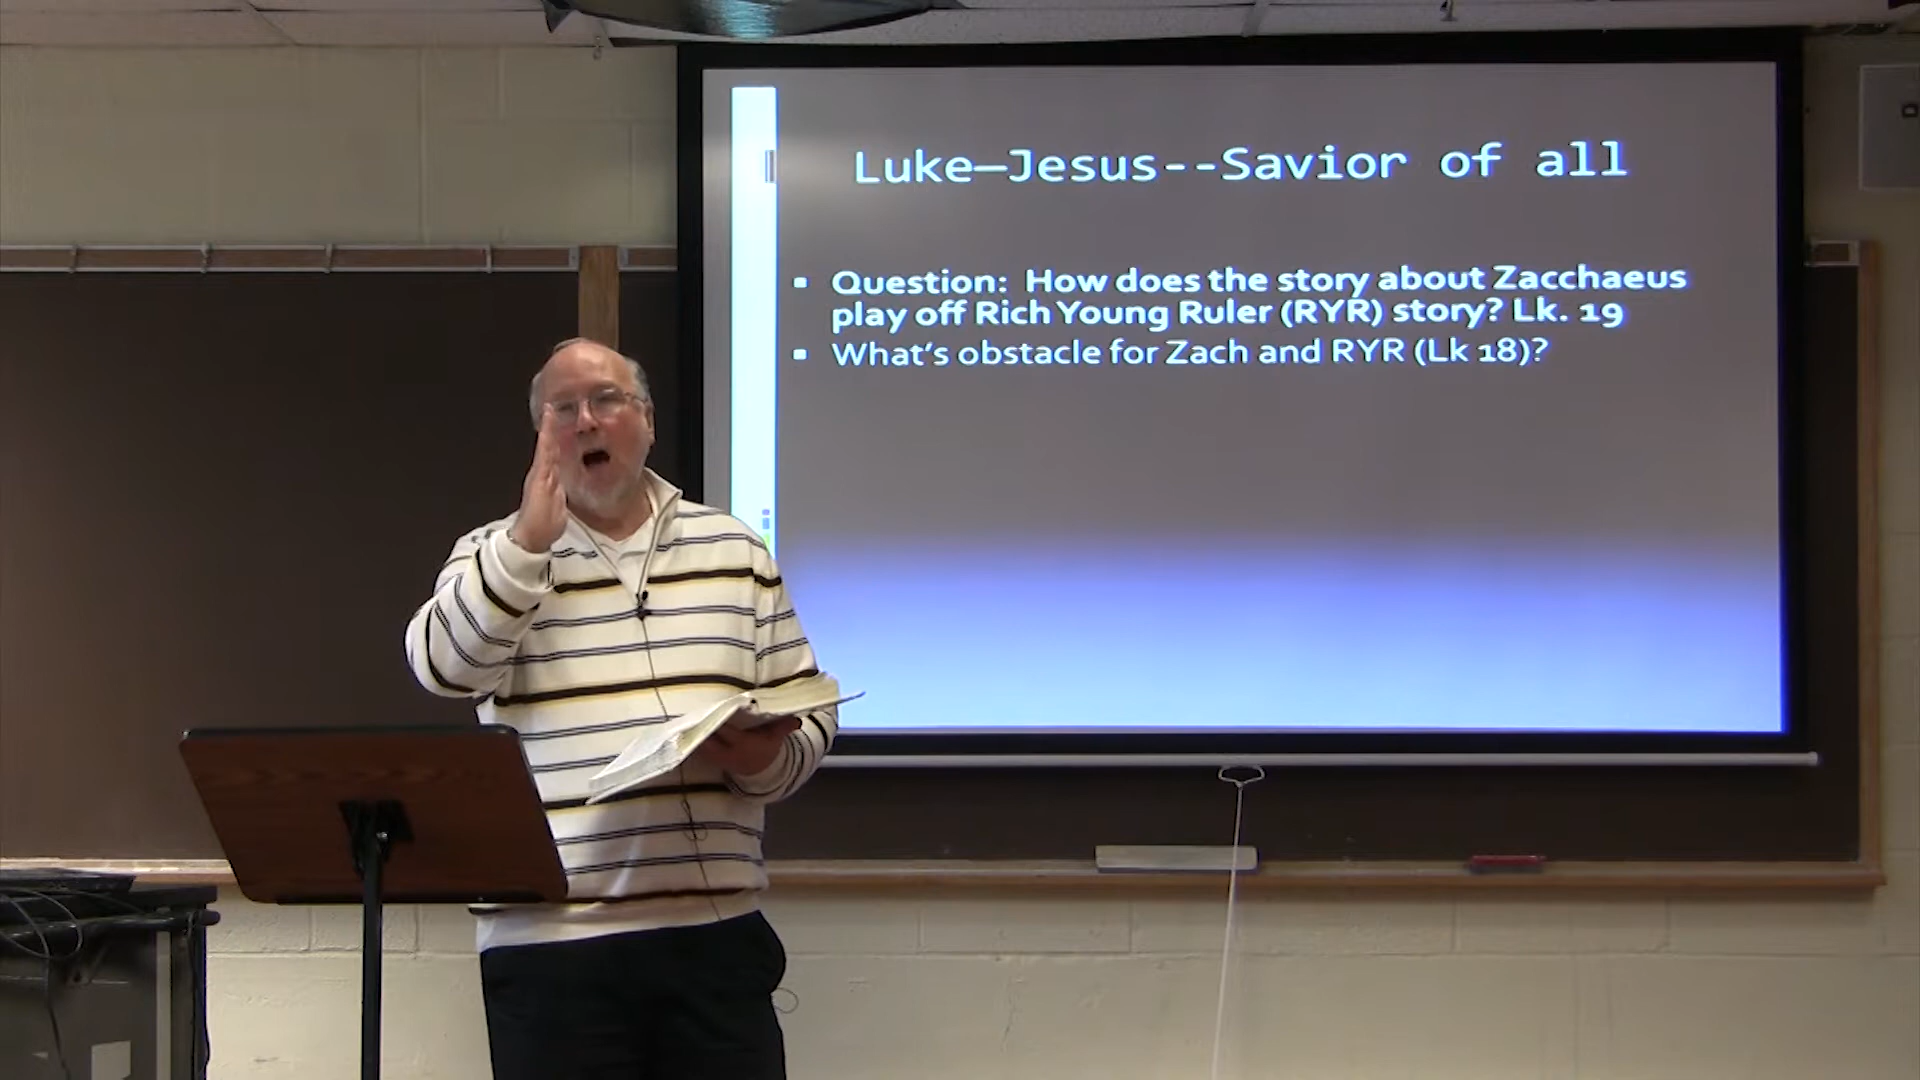 Luke—Jesus--Savior of all
▪ Question: How does the story about Zacchaeus
play off Rich Young Ruler (RYR) story? Lk. 19
▪ What's obstacle for Zach and RYR (Lk 18)?